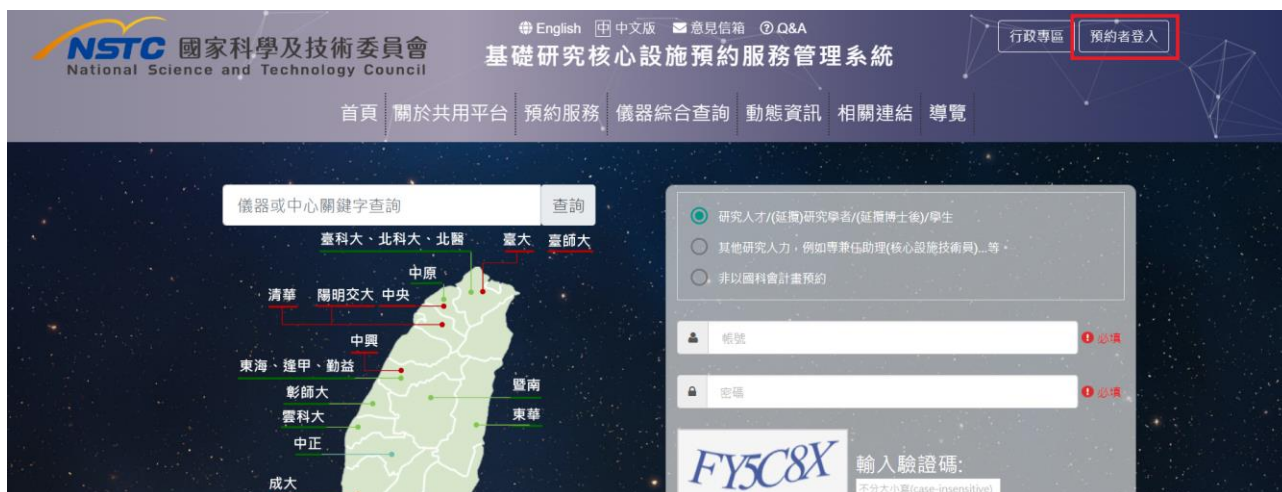 English 中 中文版 意見信箱 Q&A
NSTC 國家科學及技術委員會
National Science and Technology Council
基礎研究核心設施預約服務管理系統
行政專區 預約者登入
首頁 關於共用平台 預約服務 儀器綜合查詢 動態資訊 相關連結 導覽
儀器或中心關鍵字查詢 查詢
臺科大、北科大、北醫 臺大 臺師大
中原
清華 陽明交大 中央
中興
東海、逢甲、勤益
彰師大
暨南
雲科大
東華
中正
成大
研究人才/(延攬)研究學者/(延攬博士後)/學生
其他研究人力,例如專兼任助理(核心設施技術員)...等。
非以國科會計畫預約
帳號 必填
密碼 必填
FY5C8X
輸入驗證碼:
不分大小寫(case-insensitive)